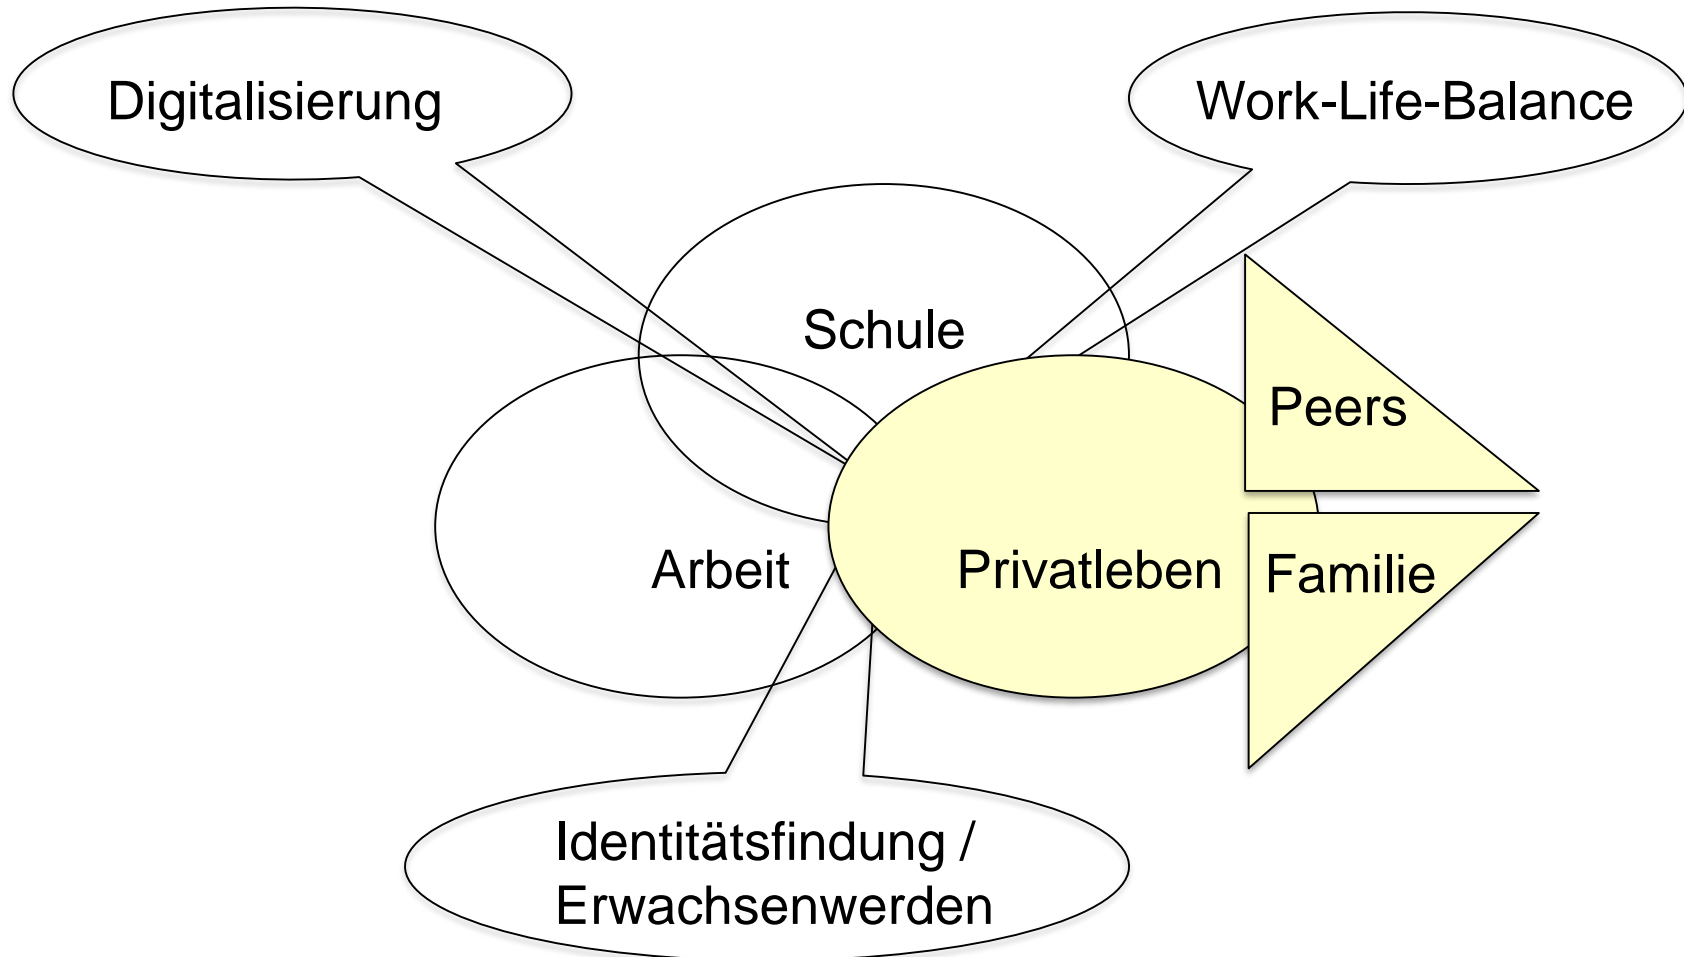 Digitalisierung
Work-Life-Balance
Schule
Peers
Arbeit
Privatleben
Familie
Identitätsfindung /
Erwachsenwerden